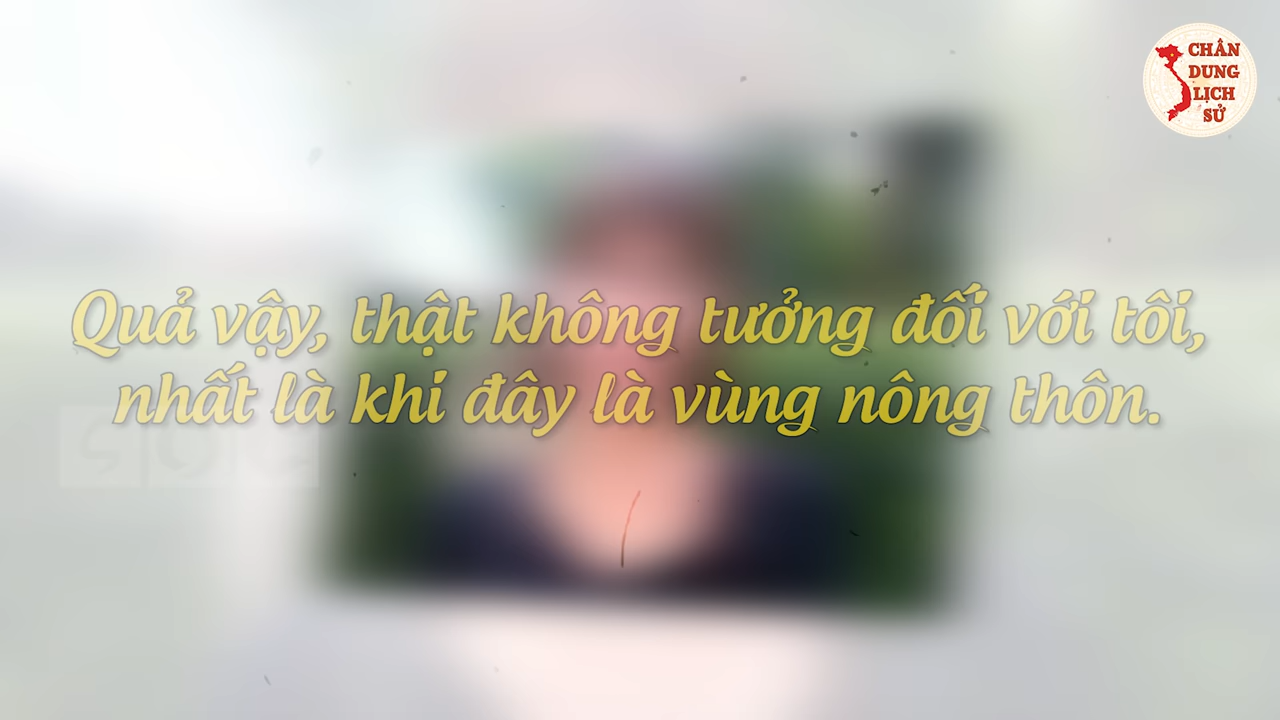 CHÂN
DUNG
LỊCH
SỬ
Quả vậy, thật không tưởng đối với tôi,
nhất là khi đây là vùng nông thôn.